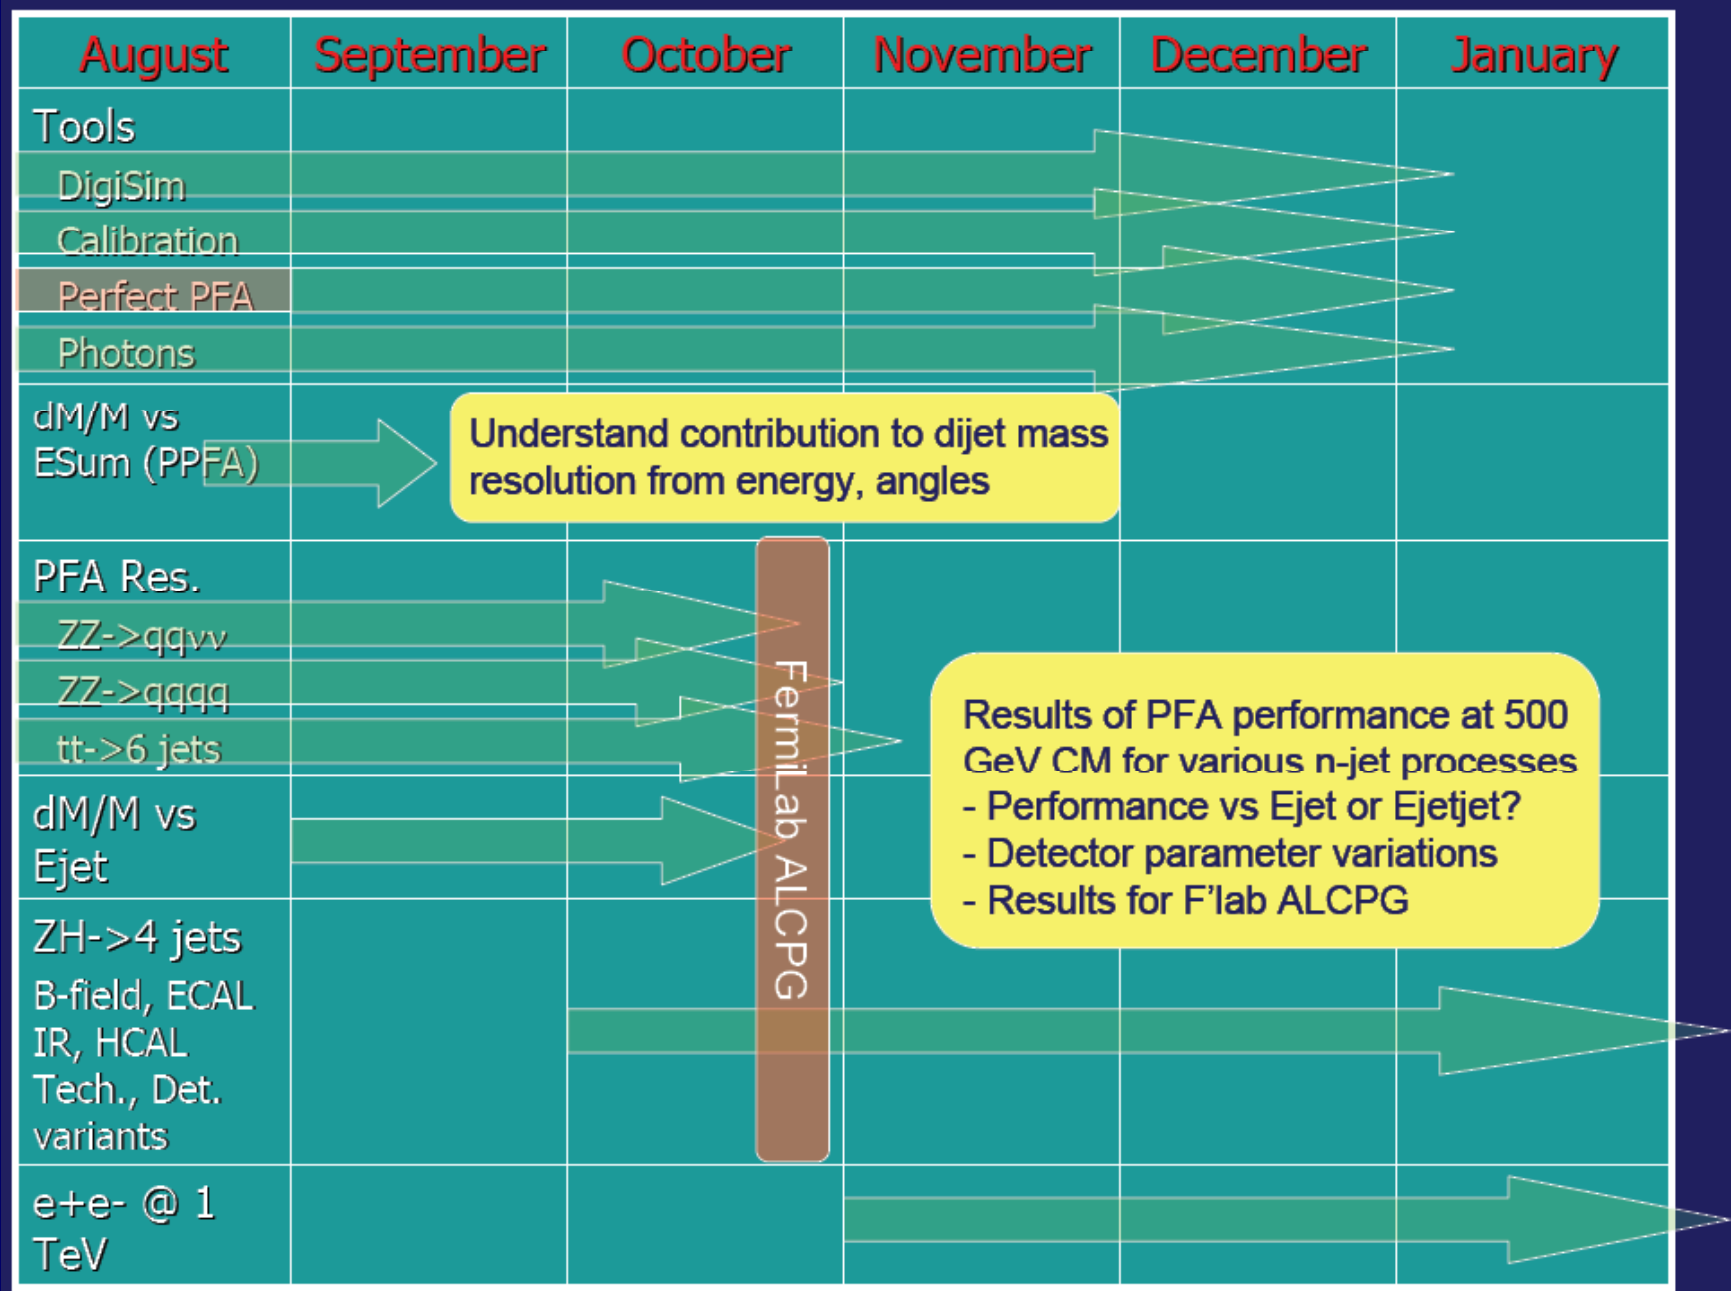 August September October November December January
Tools
DigiSim
Calibration
Perfect PFA
Photons
dM/M vs
ESum (PPFA)
Understand contribution to dijet mass
resolution from energy, angles
PFA Res.
ZZ->qqνν
ZZ->qqqq
tt->6 jets
FermiLab ALCPG
Results of PFA performance at 500
GeV CM for various n-jet processes
- Performance vs Ejet or Ejetjet?
- Detector parameter variations
- Results for F'lab ALCPG
dM/M vs
Ejet
ZH->4 jets
B-field, ECAL
IR, HCAL
Tech., Det.
variants
e+e- @ 1
TeV